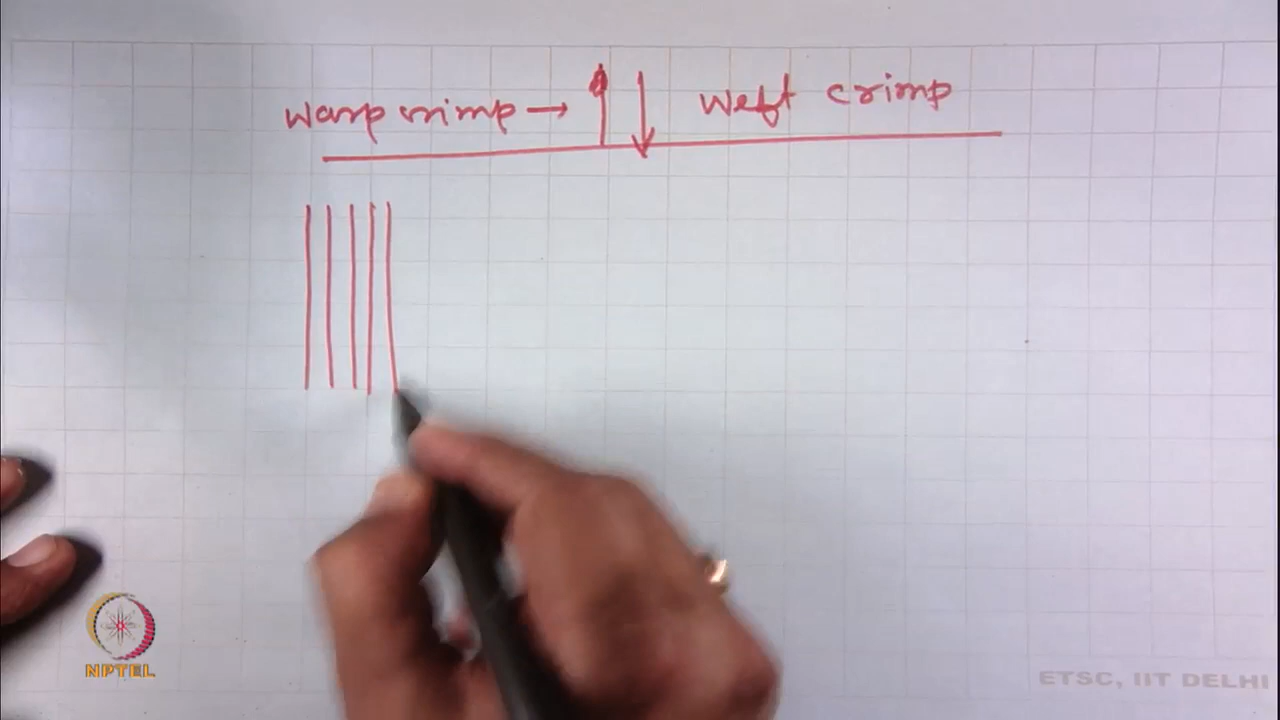 warp crimp → ↑ ↓ weft crimp
NPTEL
ETSC, IIT DELHI